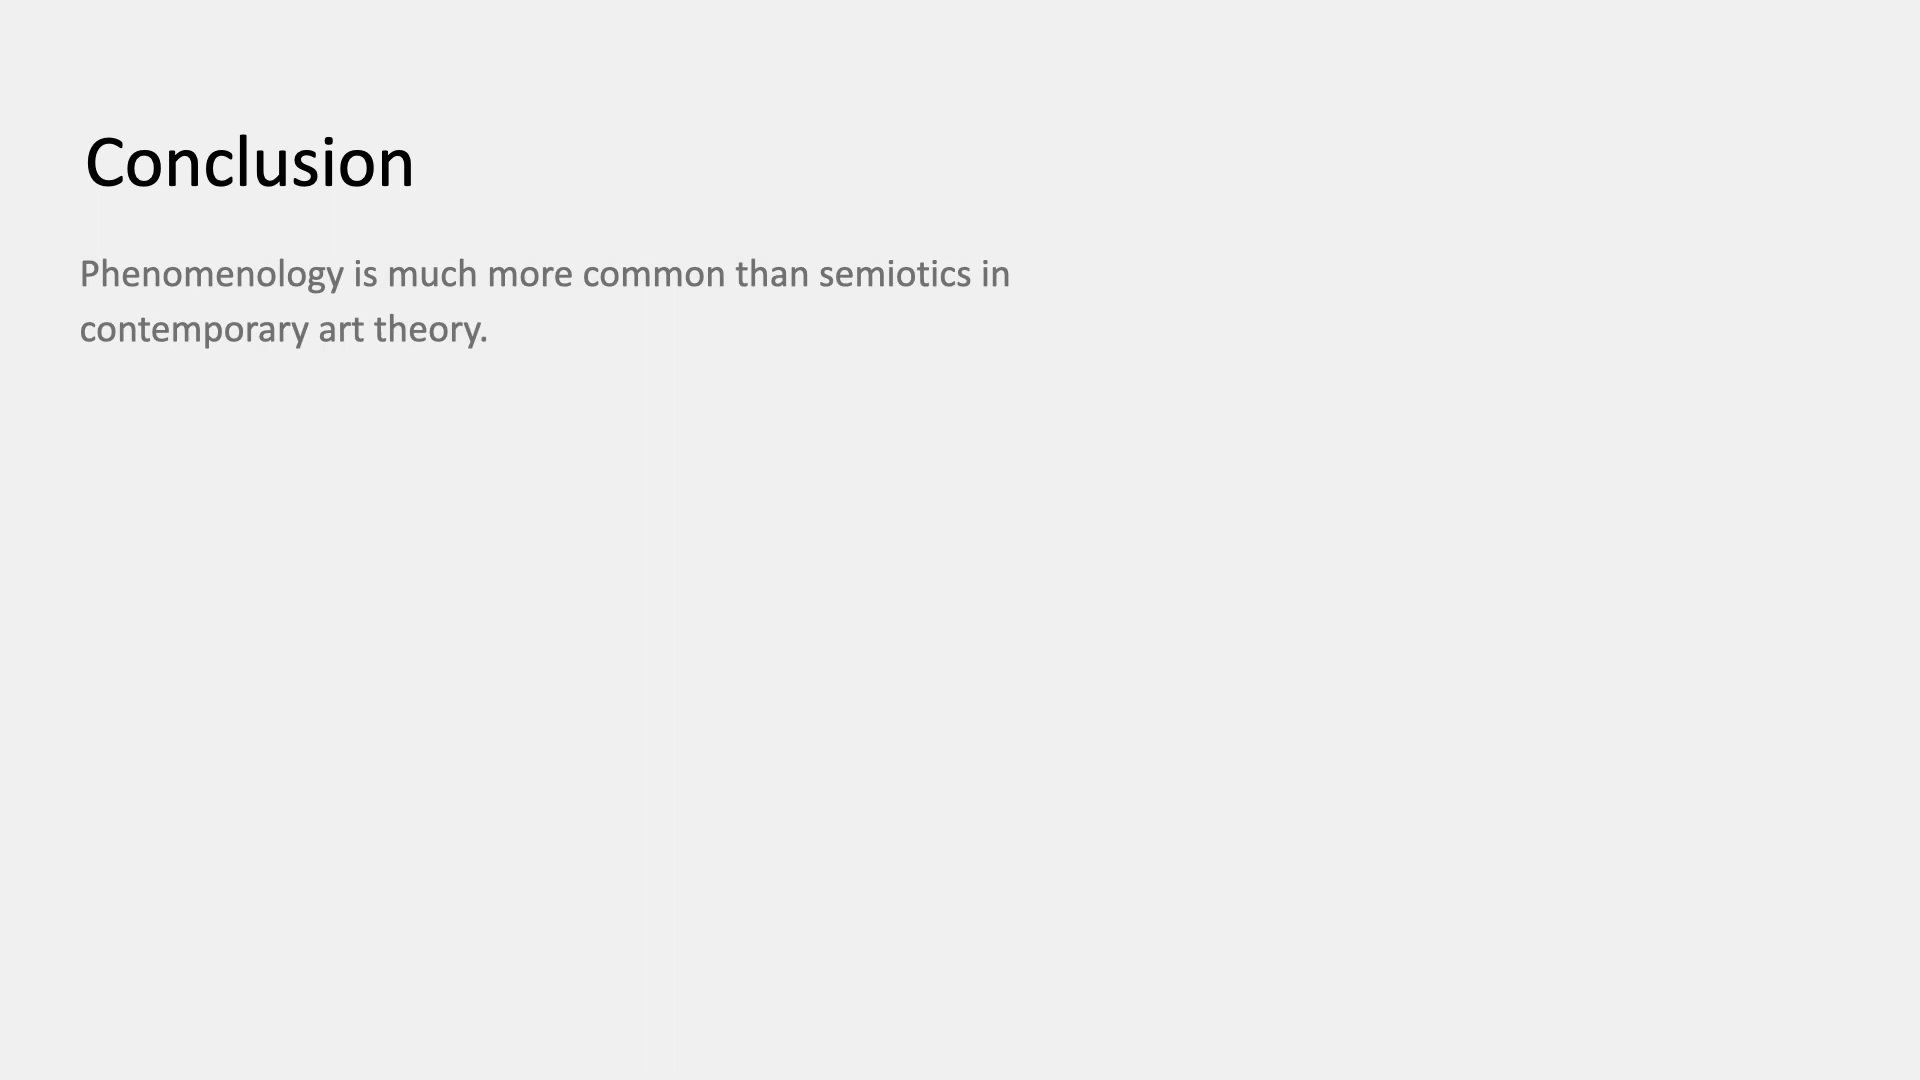 Conclusion
Phenomenology is much more common than semiotics in
contemporary art theory.